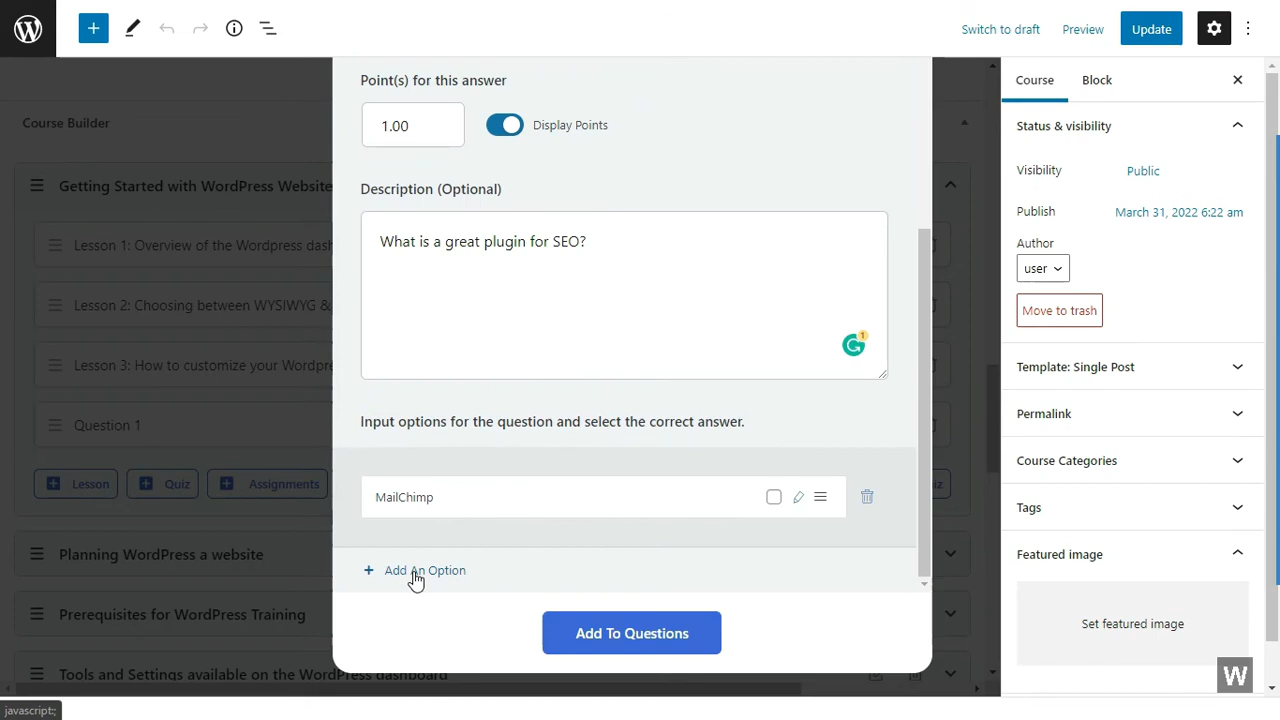 Switch to draft
Preview
Update
Course Builder
Getting Started with WordPress Website
Lesson 1: Overview of the Wordpress dash
Lesson 2: Choosing between WYSIWYG &
Lesson 3: How to customize your Wordpre
Question 1
Lesson
Quiz
Assignments
iz
Planning WordPress a website
Prerequisites for WordPress Training
Tools and Settings available on the WordPress dashboard
Point(s) for this answer
1.00
Display Points
Description (Optional)
What is a great plugin for SEO?
1
Input options for the question and select the correct answer.
MailChimp
+ Add An Option
Add To Questions
Course
Block
Status & visibility
Visibility
Public
Publish
March 31, 2022 6:22 am
Author
user
Move to trash
Template: Single Post
Permalink
Course Categories
Tags
Featured image
Set featured image
W
javascript:;